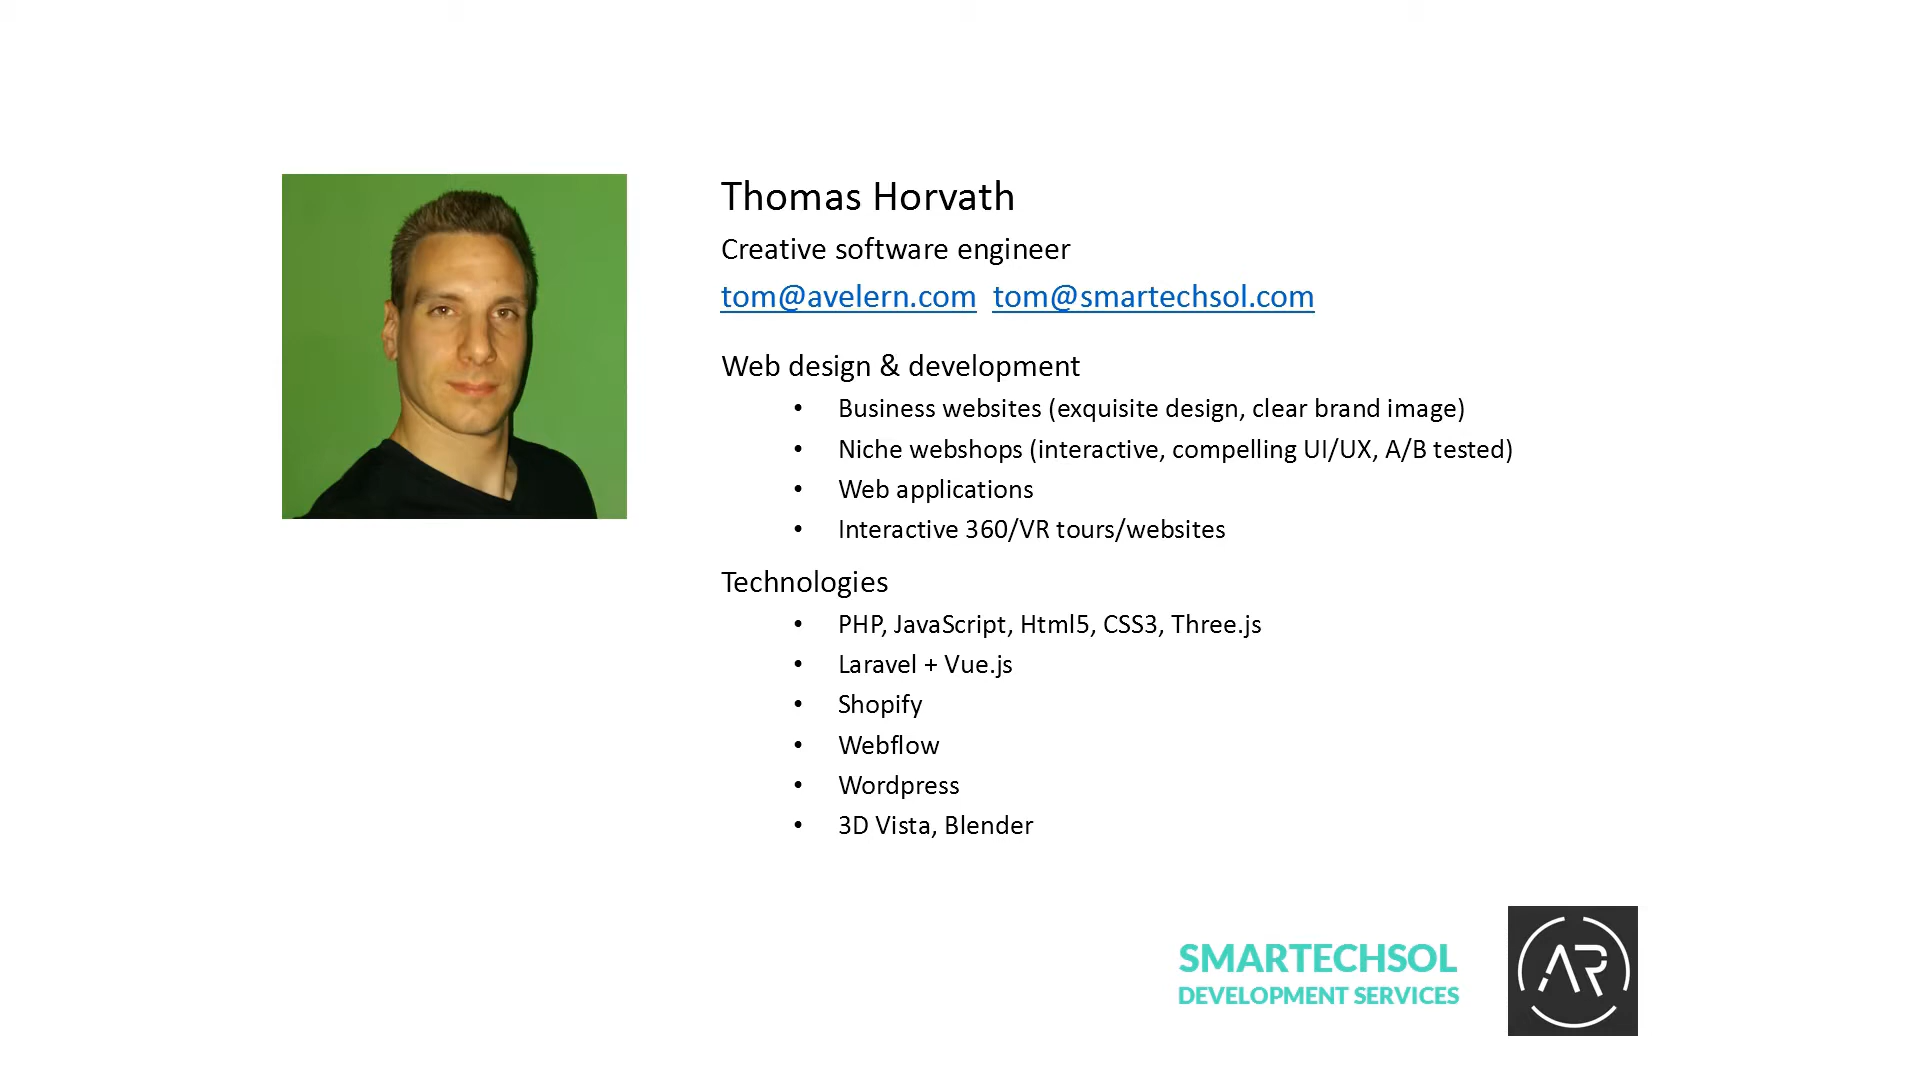 Thomas Horvath
Creative software engineer
tom@avelern.com tom@smartechsol.com
Web design & development
• Business websites (exquisite design, clear brand image)
• Niche webshops (interactive, compelling UI/UX, A/B tested)
• Web applications
• Interactive 360/VR tours/websites
Technologies
• PHP, JavaScript, Html5, CSS3, Three.js
• Laravel + Vue.js
• Shopify
• Webflow
• Wordpress
• 3D Vista, Blender
SMARTECHSOL
DEVELOPMENT SERVICES
AR